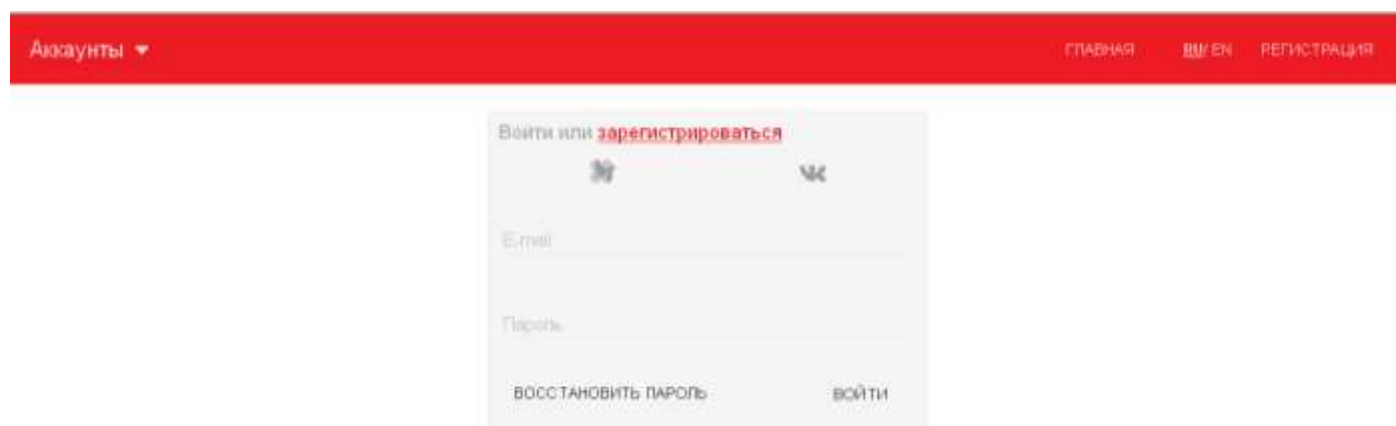 Аккаунты
ГЛАВНАЯ RU/ EN РЕГИСТРАЦИЯ
Войти или зарегистрироваться
E-mail
Пароль
ВОССТАНОВИТЬ ПАРОЛЬ ВОЙТИ